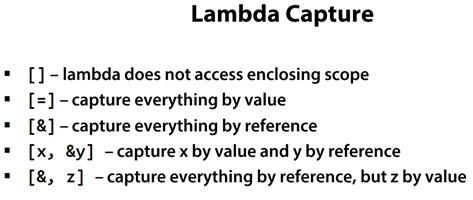 Lambda Capture
▪ [] – lambda does not access enclosing scope
▪ [=] – capture everything by value
▪ [&] – capture everything by reference
▪ [x, &y] – capture x by value and y by reference
▪ [&, z] – capture everything by reference, but z by value